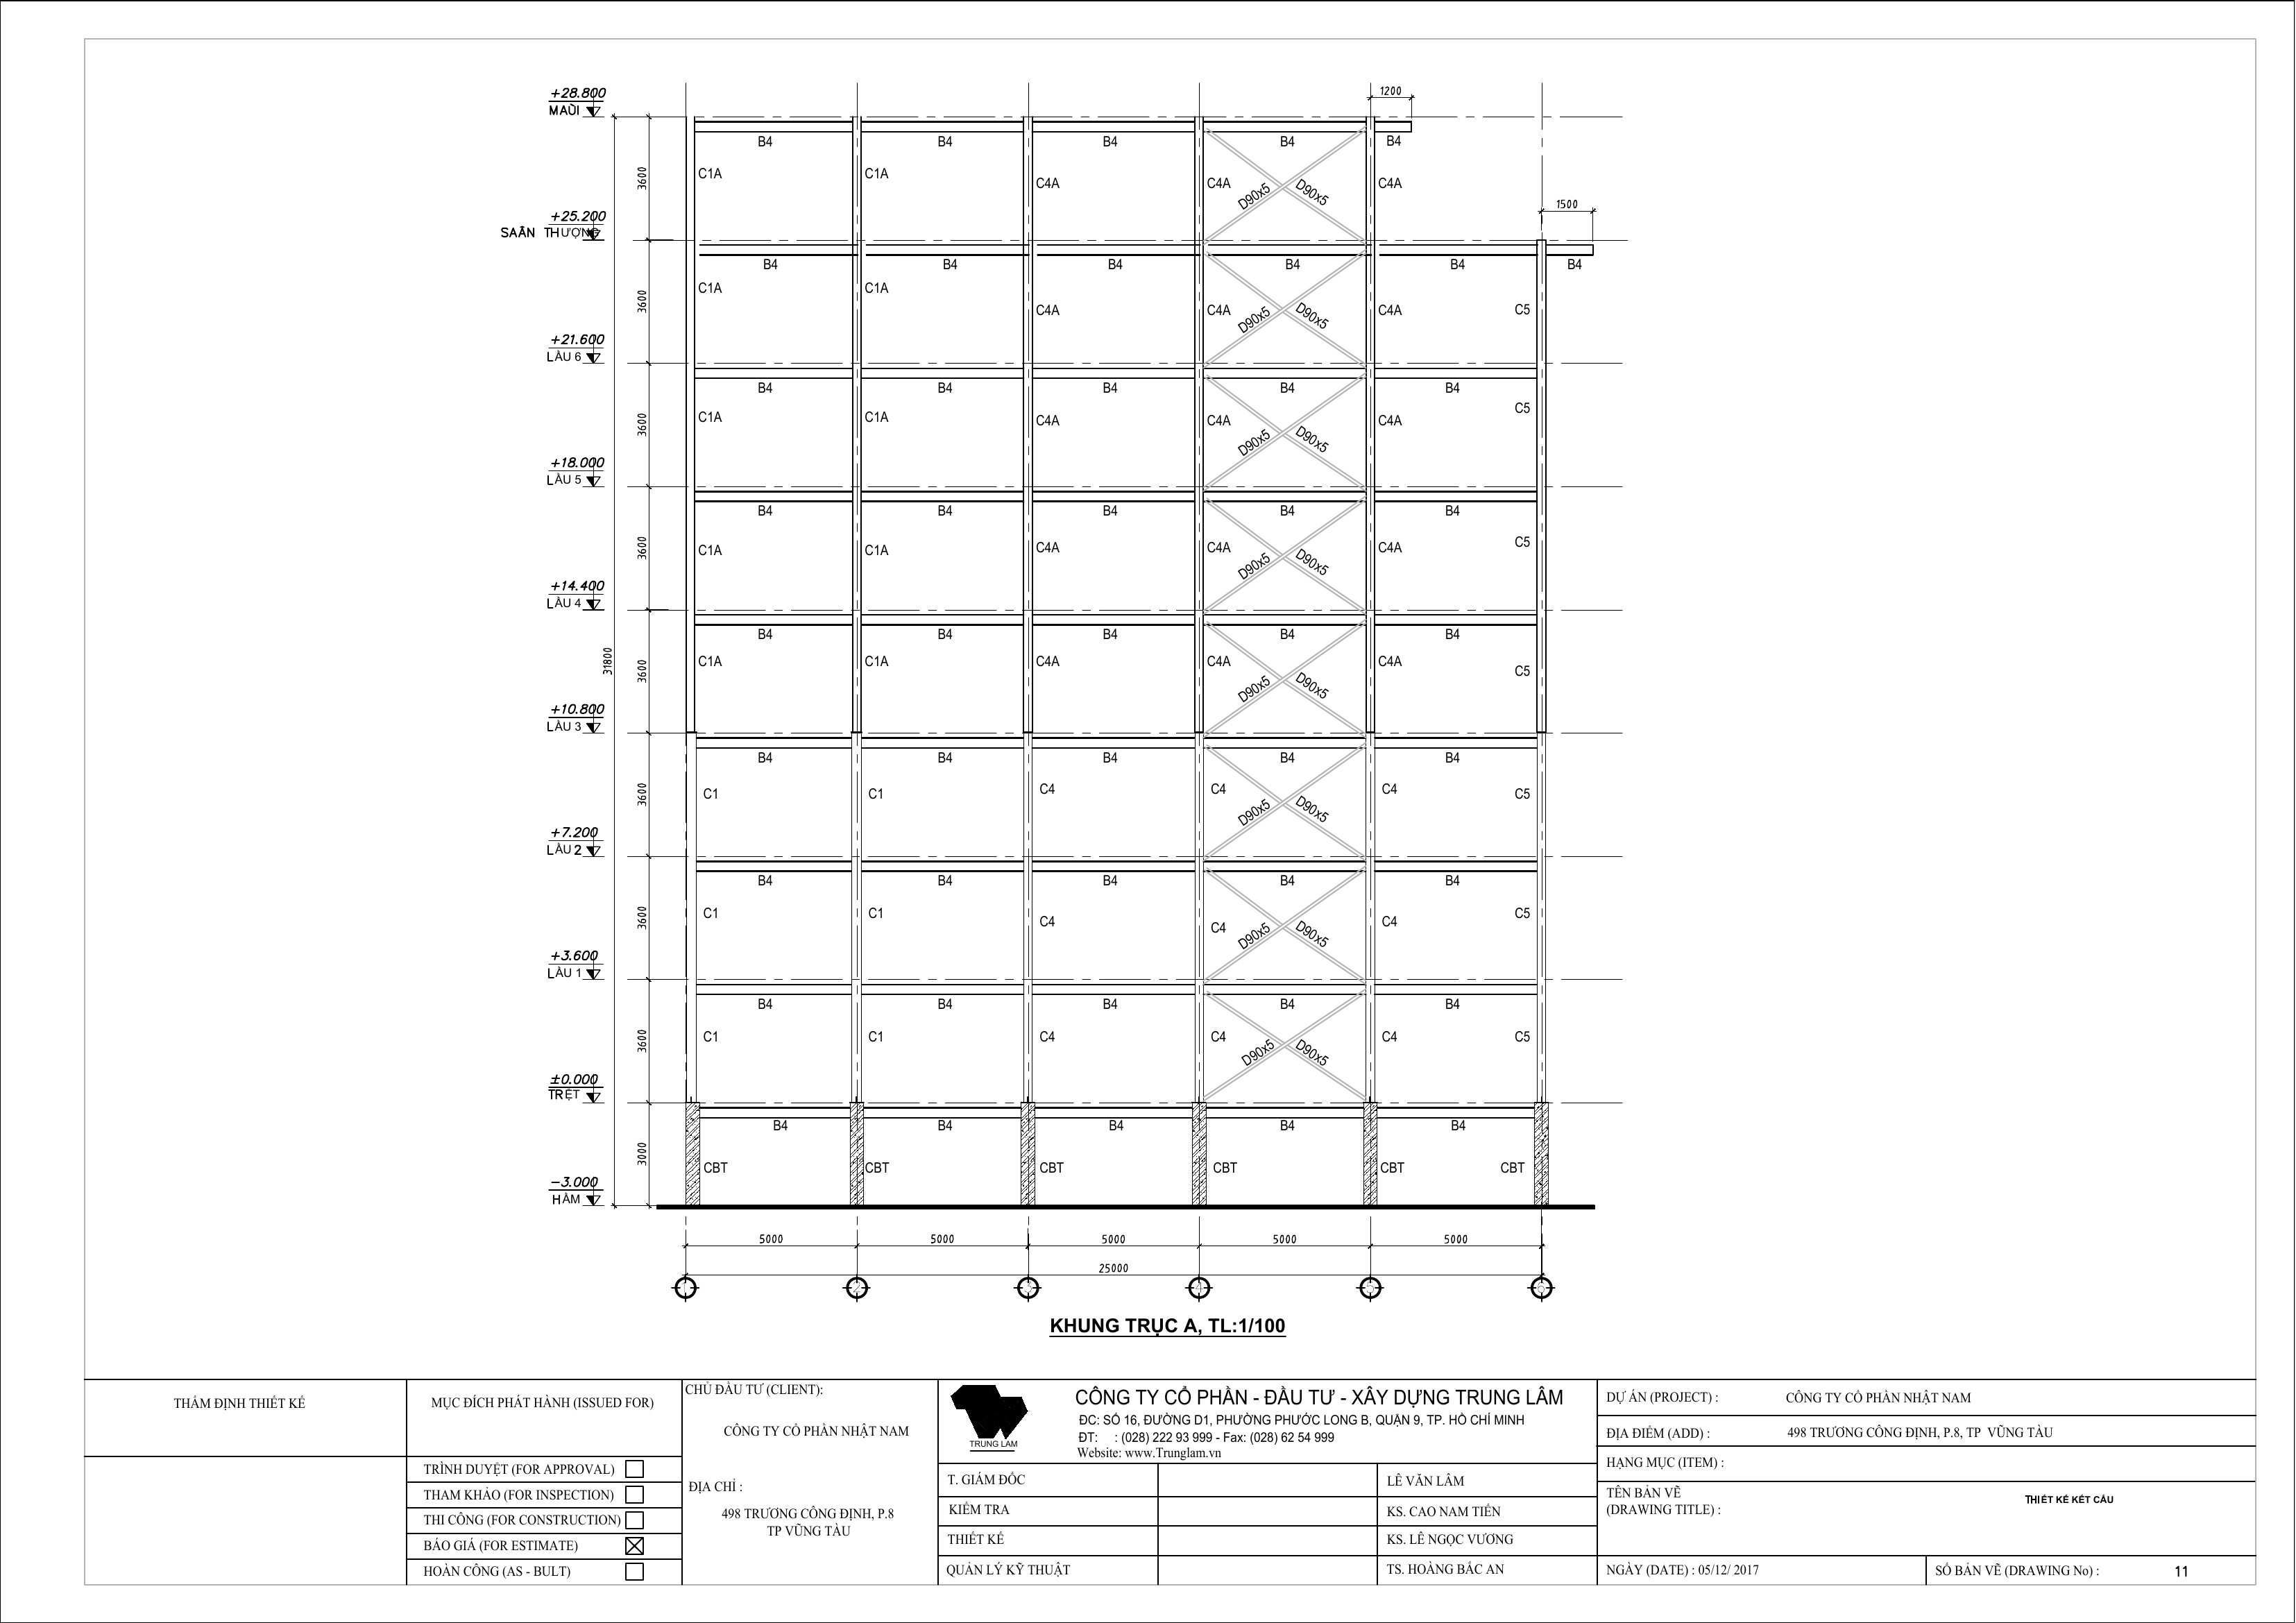 1200
+28.800
MAÙI
B4 B4 B4 B4 B4
3600
C1A C1A C4A C4A D90x5 D90x5 C4A
1500
+25.200
SAÂN THƯỢNG
B4 B4 B4 B4 B4 B4
3600
C1A C1A C4A C4A D90x5 D90x5 C4A C5
+21.600
LẦU 6
B4 B4 B4 B4 B4
3600
C1A C1A C4A C4A D90x5 D90x5 C4A C5
+18.000
LẦU 5
B4 B4 B4 B4 B4
3600
C1A C1A C4A C4A D90x5 D90x5 C4A C5
+14.400
LẦU 4
B4 B4 B4 B4 B4
31800
3600
C1A C1A C4A C4A D90x5 D90x5 C4A C5
+10.800
LẦU 3
B4 B4 B4 B4 B4
3600
C1 C1 C4 C4 D90x5 D90x5 C4 C5
+7.200
LẦU 2
B4 B4 B4 B4 B4
3600
C1 C1 C4 C4 D90x5 D90x5 C4 C5
+3.600
LẦU 1
B4 B4 B4 B4 B4
3600
C1 C1 C4 C4 D90x5 D90x5 C4 C5
±0.000
TRỆT
B4 B4 B4 B4 B4
3000
CBT CBT CBT CBT CBT CBT
-3.000
HẦM
5000 5000 5000 5000 5000
25000
KHUNG TRỤC A, TL:1/100
THẨM ĐỊNH THIẾT KẾ
MỤC ĐÍCH PHÁT HÀNH (ISSUED FOR)
TRÌNH DUYỆT (FOR APPROVAL)
THAM KHẢO (FOR INSPECTION)
THI CÔNG (FOR CONSTRUCTION)
BÁO GIÁ (FOR ESTIMATE)
HOÀN CÔNG (AS - BULT)
CHỦ ĐẦU TƯ (CLIENT):
CÔNG TY CỔ PHẦN NHẬT NAM
ĐỊA CHỈ :
498 TRƯƠNG CÔNG ĐỊNH, P.8
TP VŨNG TÀU
TRUNG LAM
CÔNG TY CỔ PHẦN - ĐẦU TƯ - XÂY DỰNG TRUNG LÂM
ĐC: SỐ 16, ĐƯỜNG D1, PHƯỜNG PHƯỚC LONG B, QUẬN 9, TP. HỒ CHÍ MINH
ĐT: : (028) 222 93 999 - Fax: (028) 62 54 999
Website: www.Trunglam.vn
T. GIÁM ĐỐC LÊ VĂN LÂM
KIỂM TRA KS. CAO NAM TIẾN
THIẾT KẾ KS. LÊ NGỌC VƯƠNG
QUẢN LÝ KỸ THUẬT TS. HOÀNG BẮC AN
DỰ ÁN (PROJECT) : CÔNG TY CỔ PHẦN NHẬT NAM
ĐỊA ĐIỂM (ADD) : 498 TRƯƠNG CÔNG ĐỊNH, P.8, TP VŨNG TÀU
HẠNG MỤC (ITEM) :
TÊN BẢN VẼ
(DRAWING TITLE) :
THIẾT KẾ KẾT CẤU
NGÀY (DATE) : 05/12/ 2017
SỐ BẢN VẼ (DRAWING No) : 11